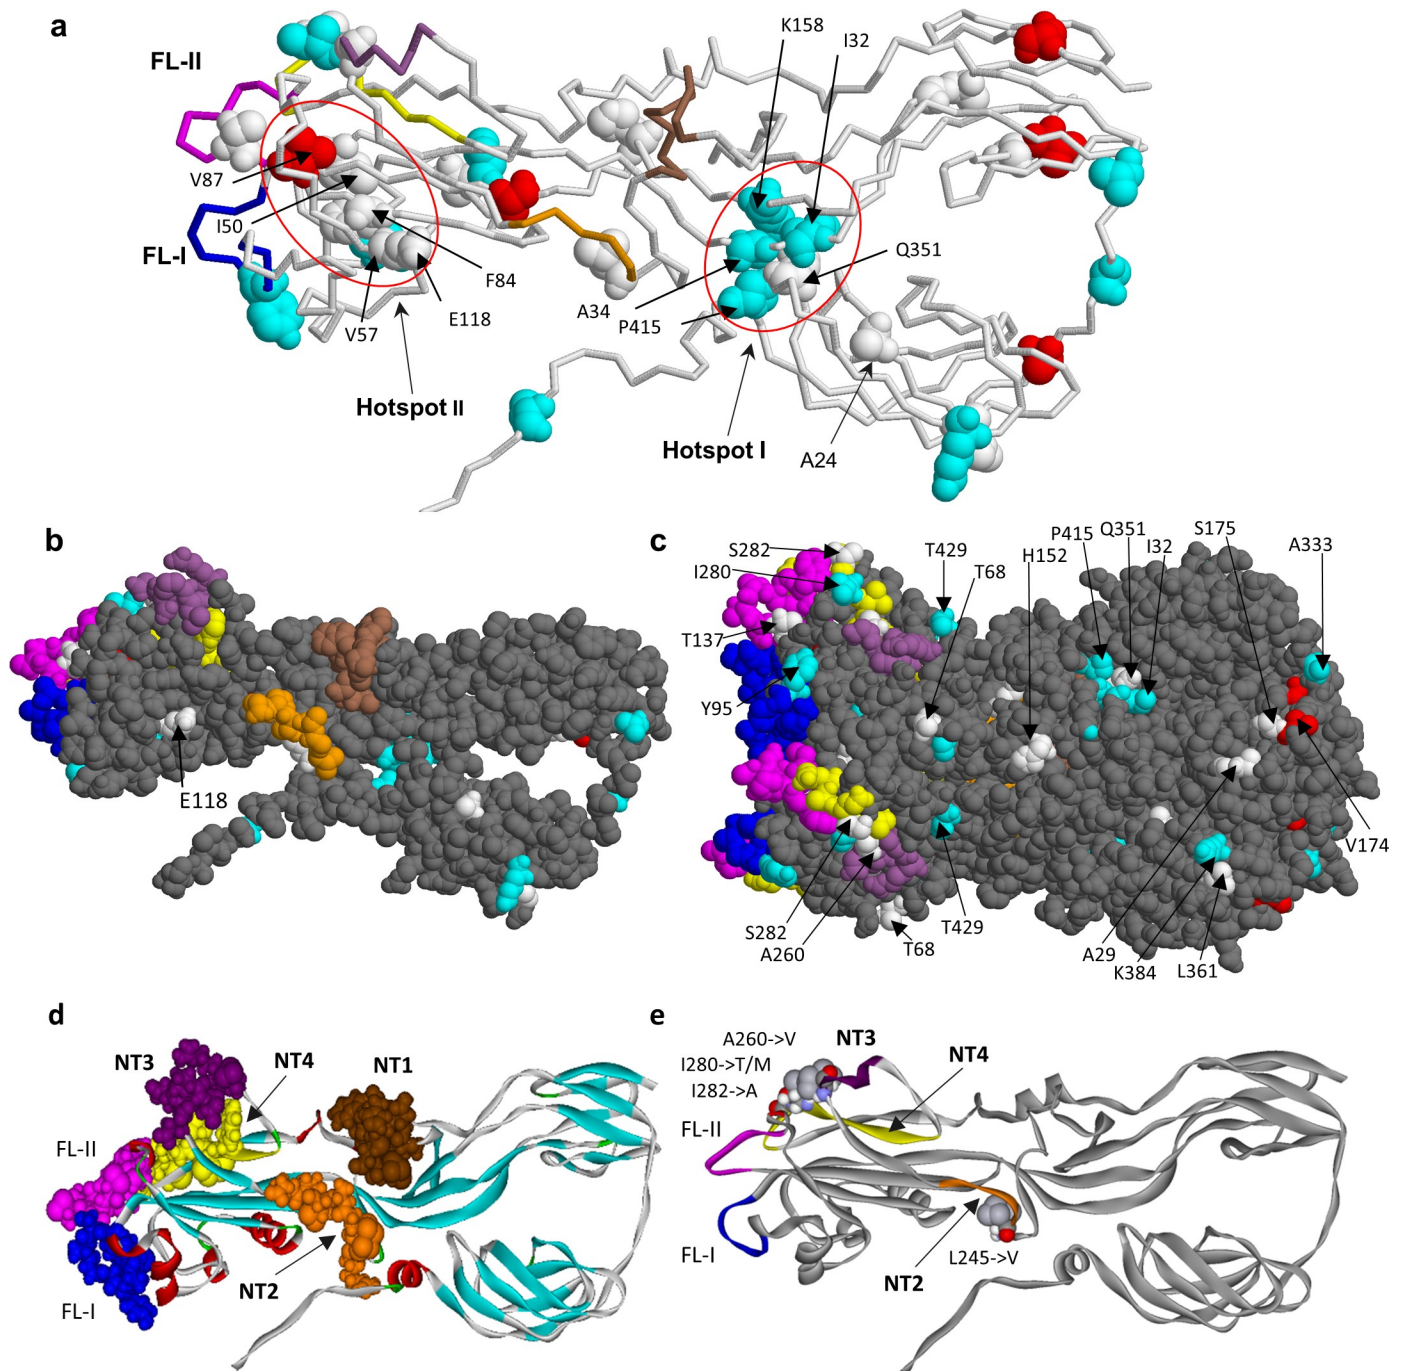 a
K158
I32
FL-II
V87
I50
FL-I
Q351
F84
A34
E118
P415
V57
Hotspot II
Hotspot I
A24
b
c
S282
I280
T429
T68
H152
P415
Q351
I32
S175
A333
T137
Y95
E118
V174
S282
A260
T68
T429
A29
K384
L361
d
NT3
NT4
NT1
FL-II
NT2
FL-I
e
A260->V
NT3
I280->T/M
NT4
I282->A
FL-II
FL-I
L245->V
NT2